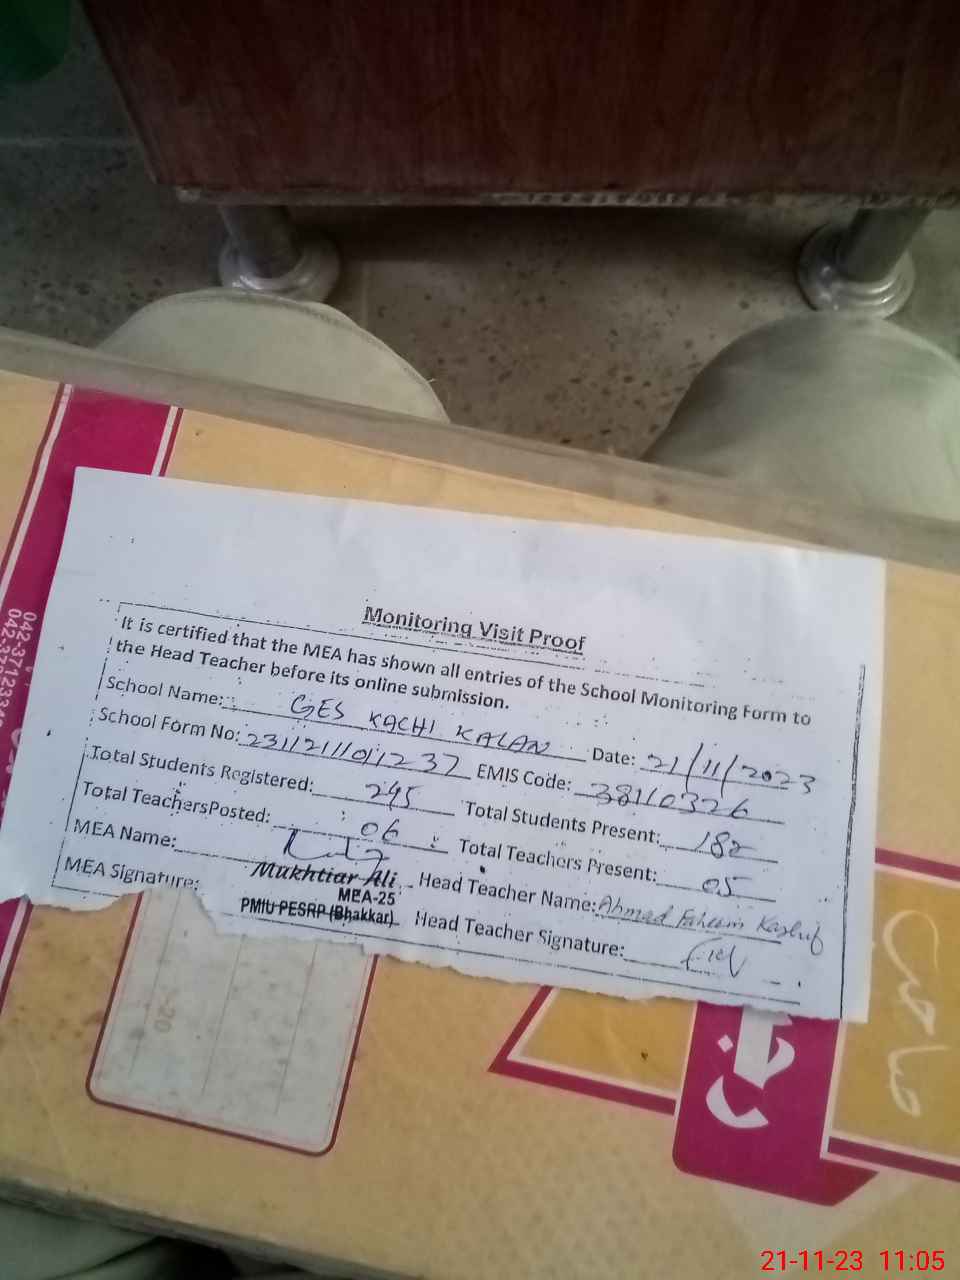 Monitoring Visit Proof
It is certified that the MEA has shown all entries of the School Monitoring Form to
the Head Teacher before its online submission.
School Name: GES KACHI KALAN Date: 21/11/2023
School Form No: EMIS Code: 38110326
Total Students Registered: 245 Total Students Present: 182
Total TeachersPosted: 06 Total Teachers Present: 05
MEA Name: Mukhtiar Ali Head Teacher Name: Ahmad Faheem Kashif
MEA-25
MEA Signature: PMIU PESRP (Bhakkar) Head Teacher Signature:
رجسٹر
21-11-23 11:05